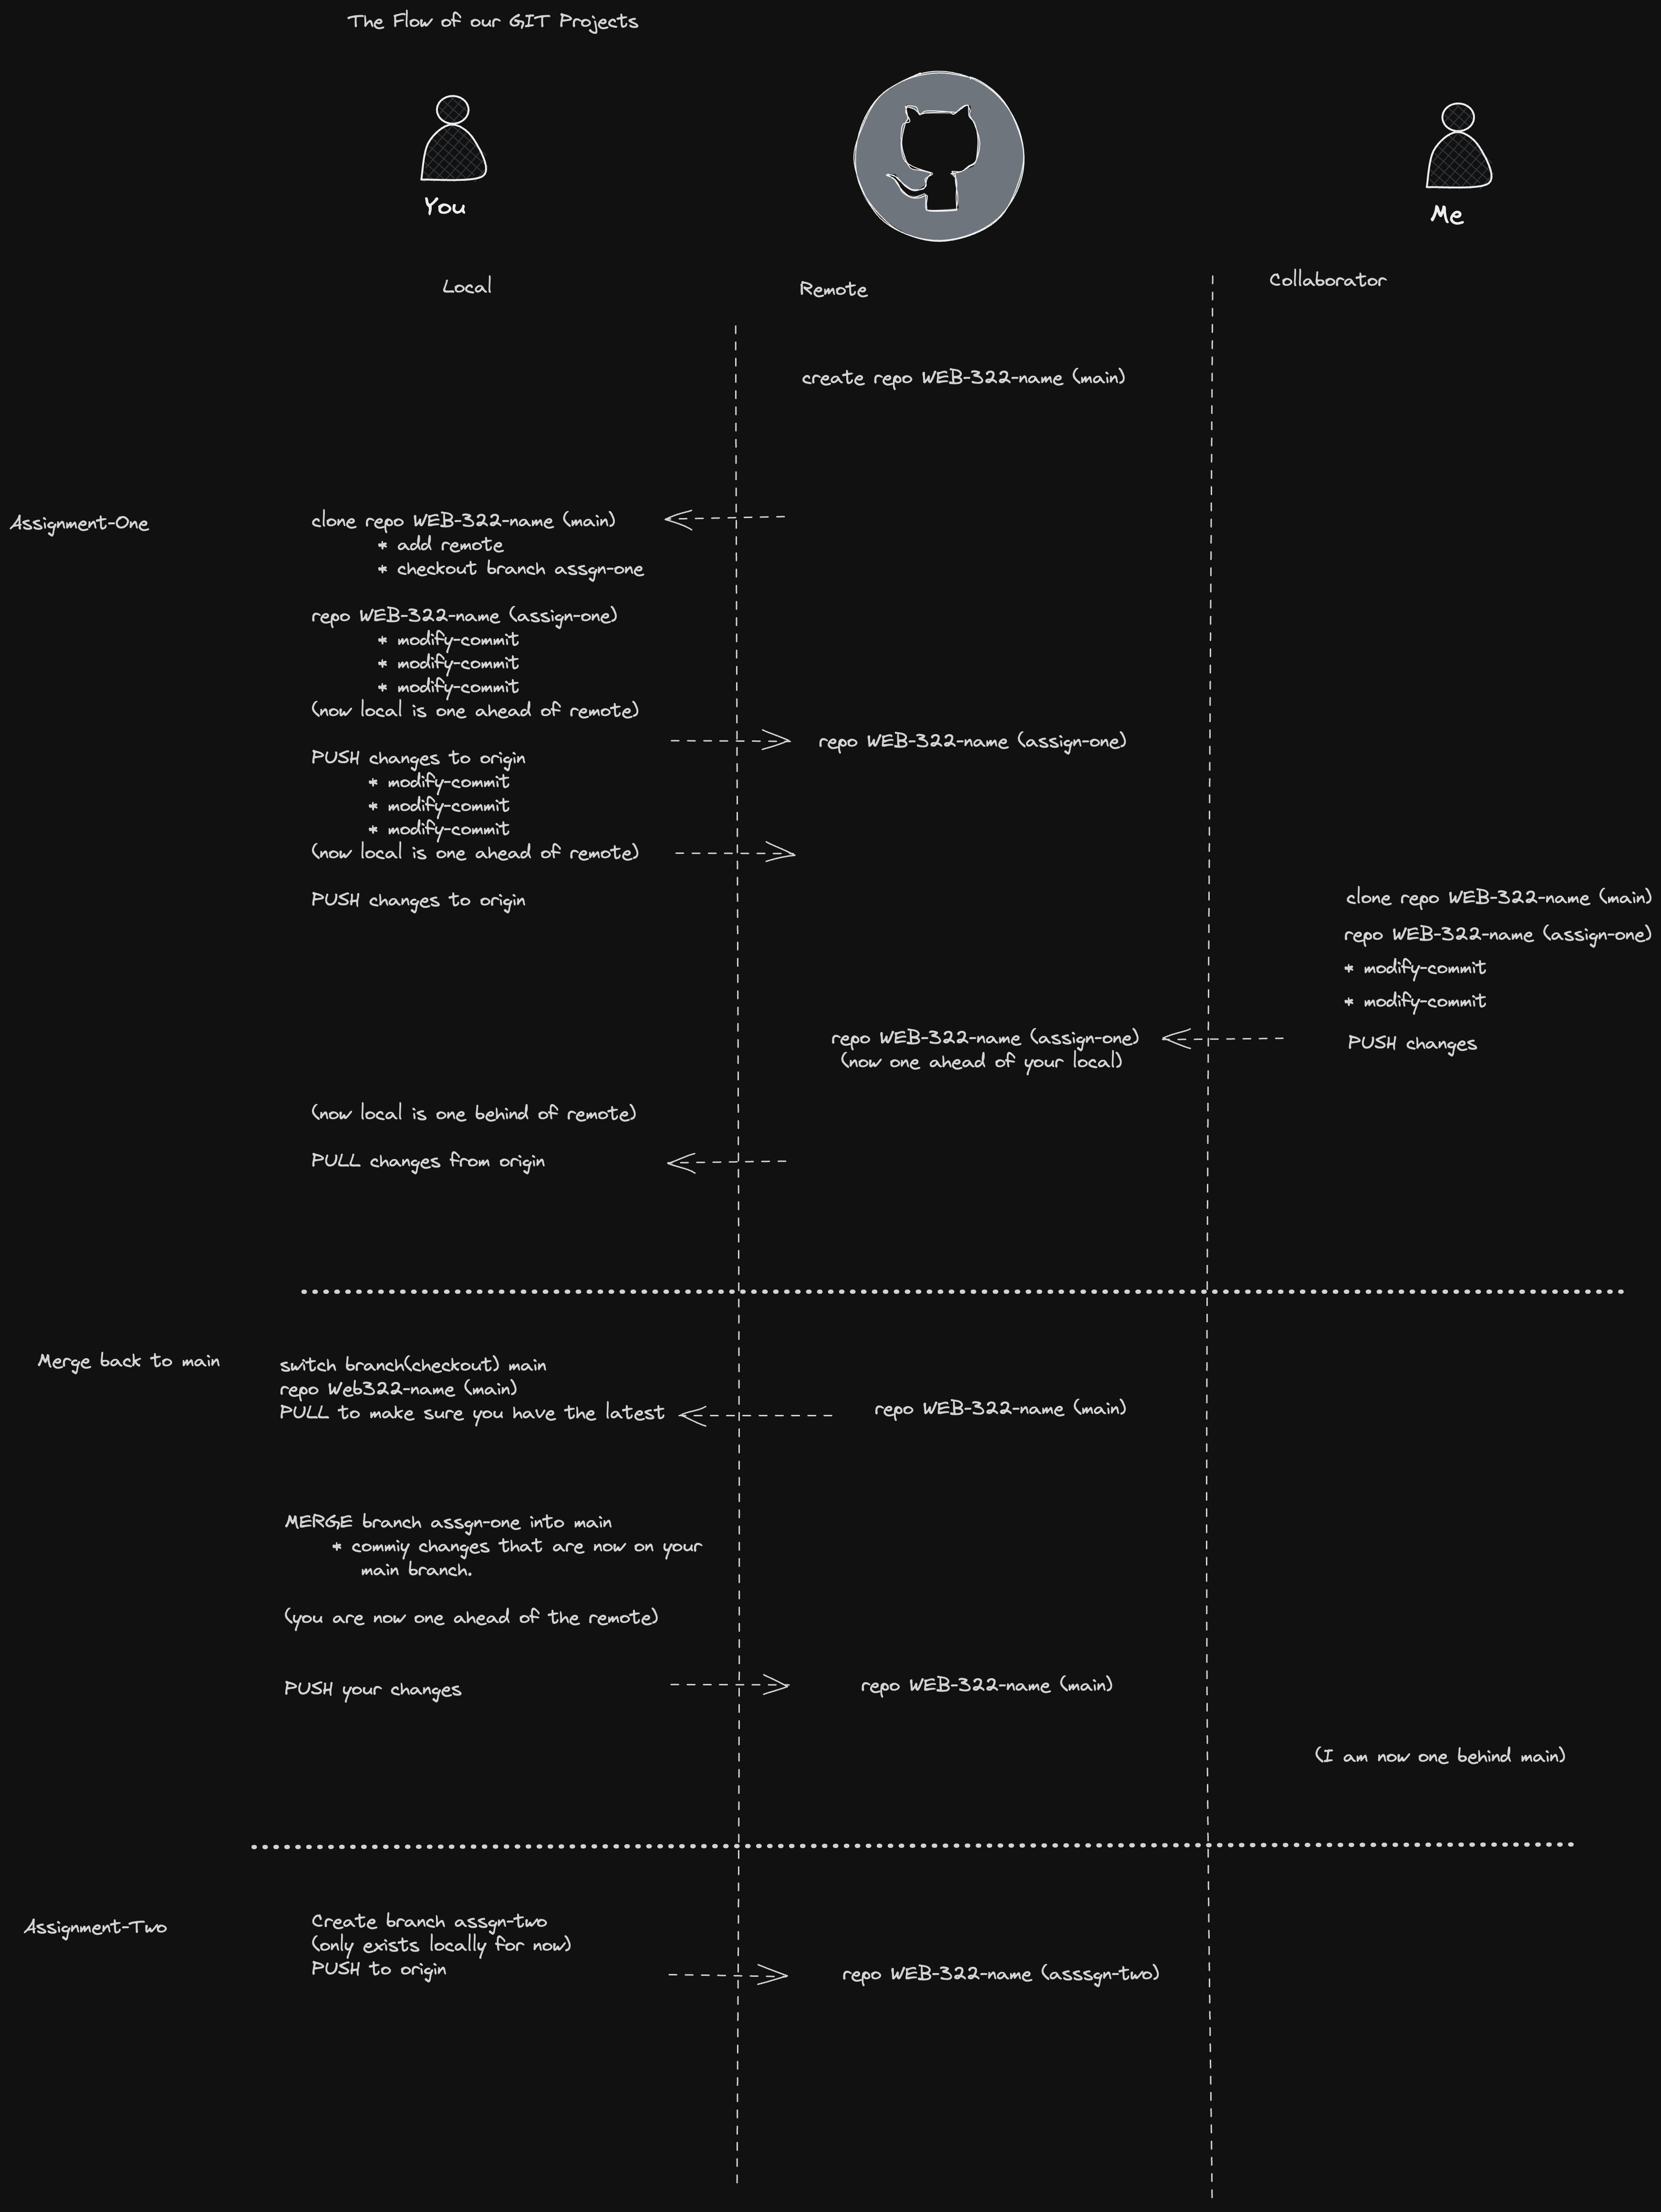 The Flow of our GIT Projects
You
Me
Local
Remote
Collaborator
create repo WEB-322-name (main)
Assignment-One
clone repo WEB-322-name (main)
* add remote
* checkout branch assgn-one
repo WEB-322-name (assign-one)
* modify-commit
* modify-commit
* modify-commit
(now local is one ahead of remote)
repo WEB-322-name (assign-one)
PUSH changes to origin
* modify-commit
* modify-commit
* modify-commit
(now local is one ahead of remote)
PUSH changes to origin
clone repo WEB-322-name (main)
repo WEB-322-name (assign-one)
* modify-commit
* modify-commit
PUSH changes
repo WEB-322-name (assign-one)
(now one ahead of your local)
(now local is one behind of remote)
PULL changes from origin
Merge back to main
switch branch(checkout) main
repo Web322-name (main)
PULL to make sure you have the latest
repo WEB-322-name (main)
MERGE branch assgn-one into main
* commiy changes that are now on your
main branch.
(you are now one ahead of the remote)
PUSH your changes
repo WEB-322-name (main)
(I am now one behind main)
Assignment-Two
Create branch assgn-two
(only exists locally for now)
PUSH to origin
repo WEB-322-name (asssgn-two)